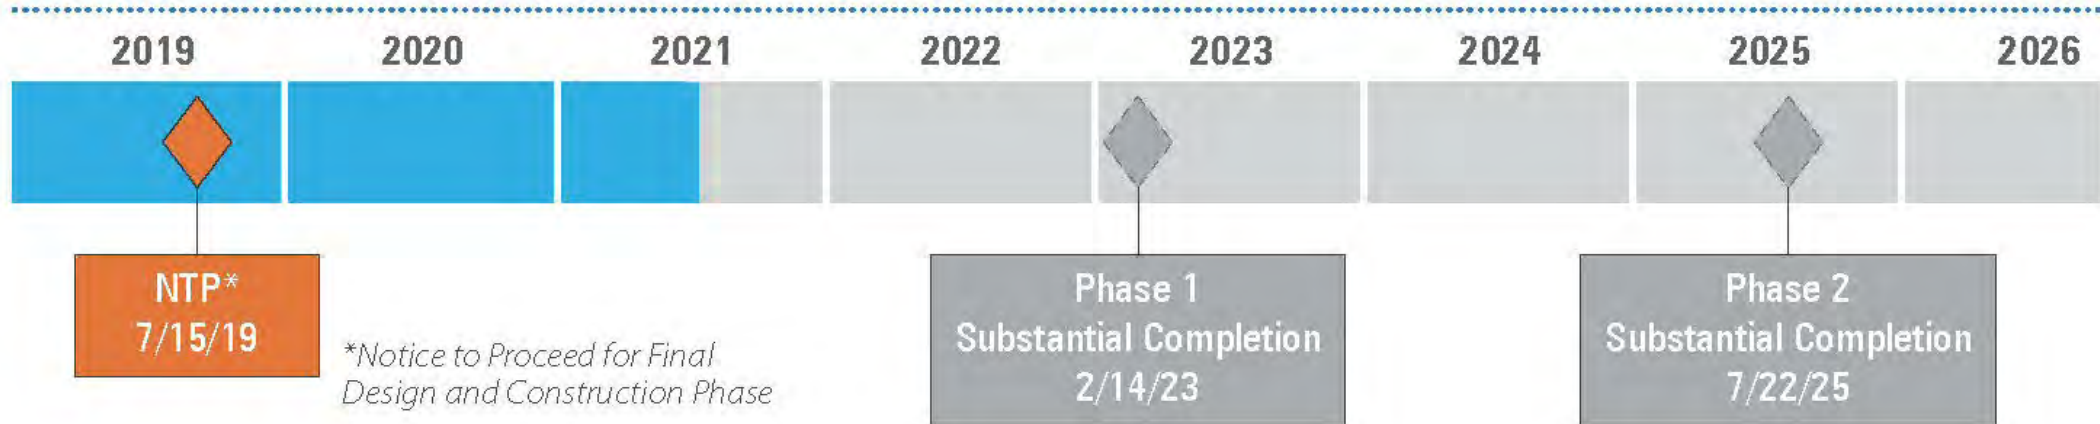 2019 2020 2021 2022 2023 2024 2025 2026
NTP*
7/15/19
*Notice to Proceed for Final
Design and Construction Phase
Phase 1
Substantial Completion
2/14/23
Phase 2
Substantial Completion
7/22/25